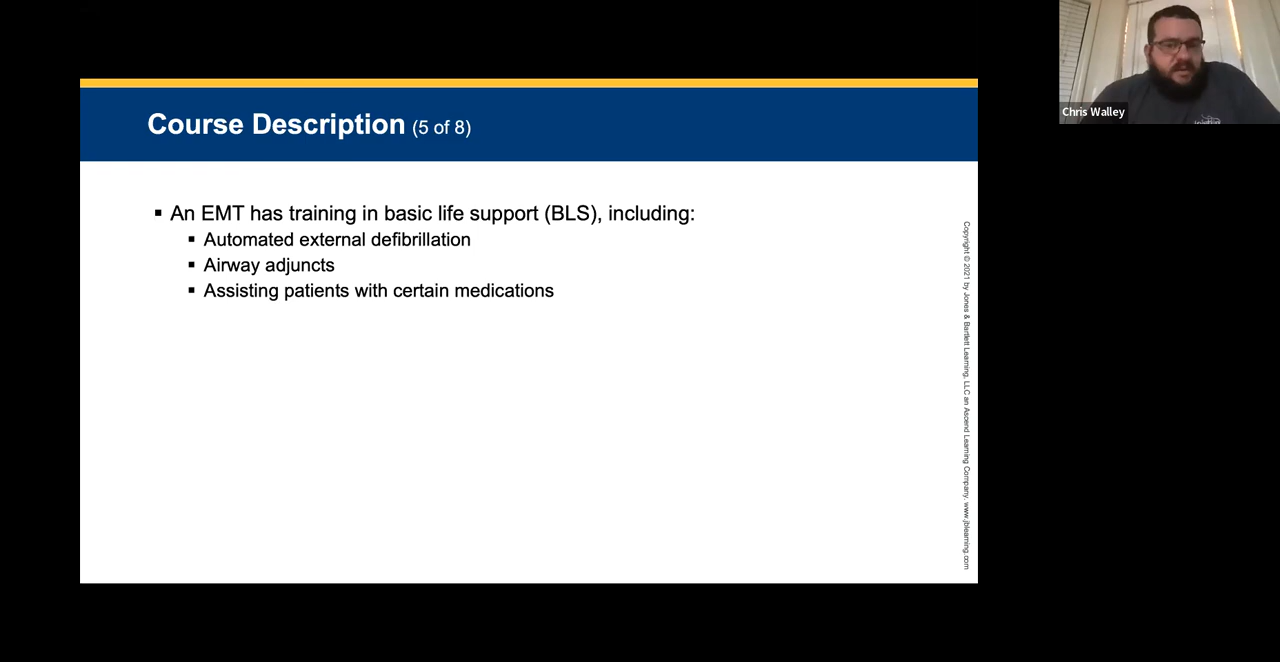 Course Description (5 of 8)
▪ An EMT has training in basic life support (BLS), including:
▪ Automated external defibrillation
▪ Airway adjuncts
▪ Assisting patients with certain medications
Copyright © 2021 by Jones & Bartlett Learning, LLC an Ascend Learning Company. www.jblearning.com
Chris Walley